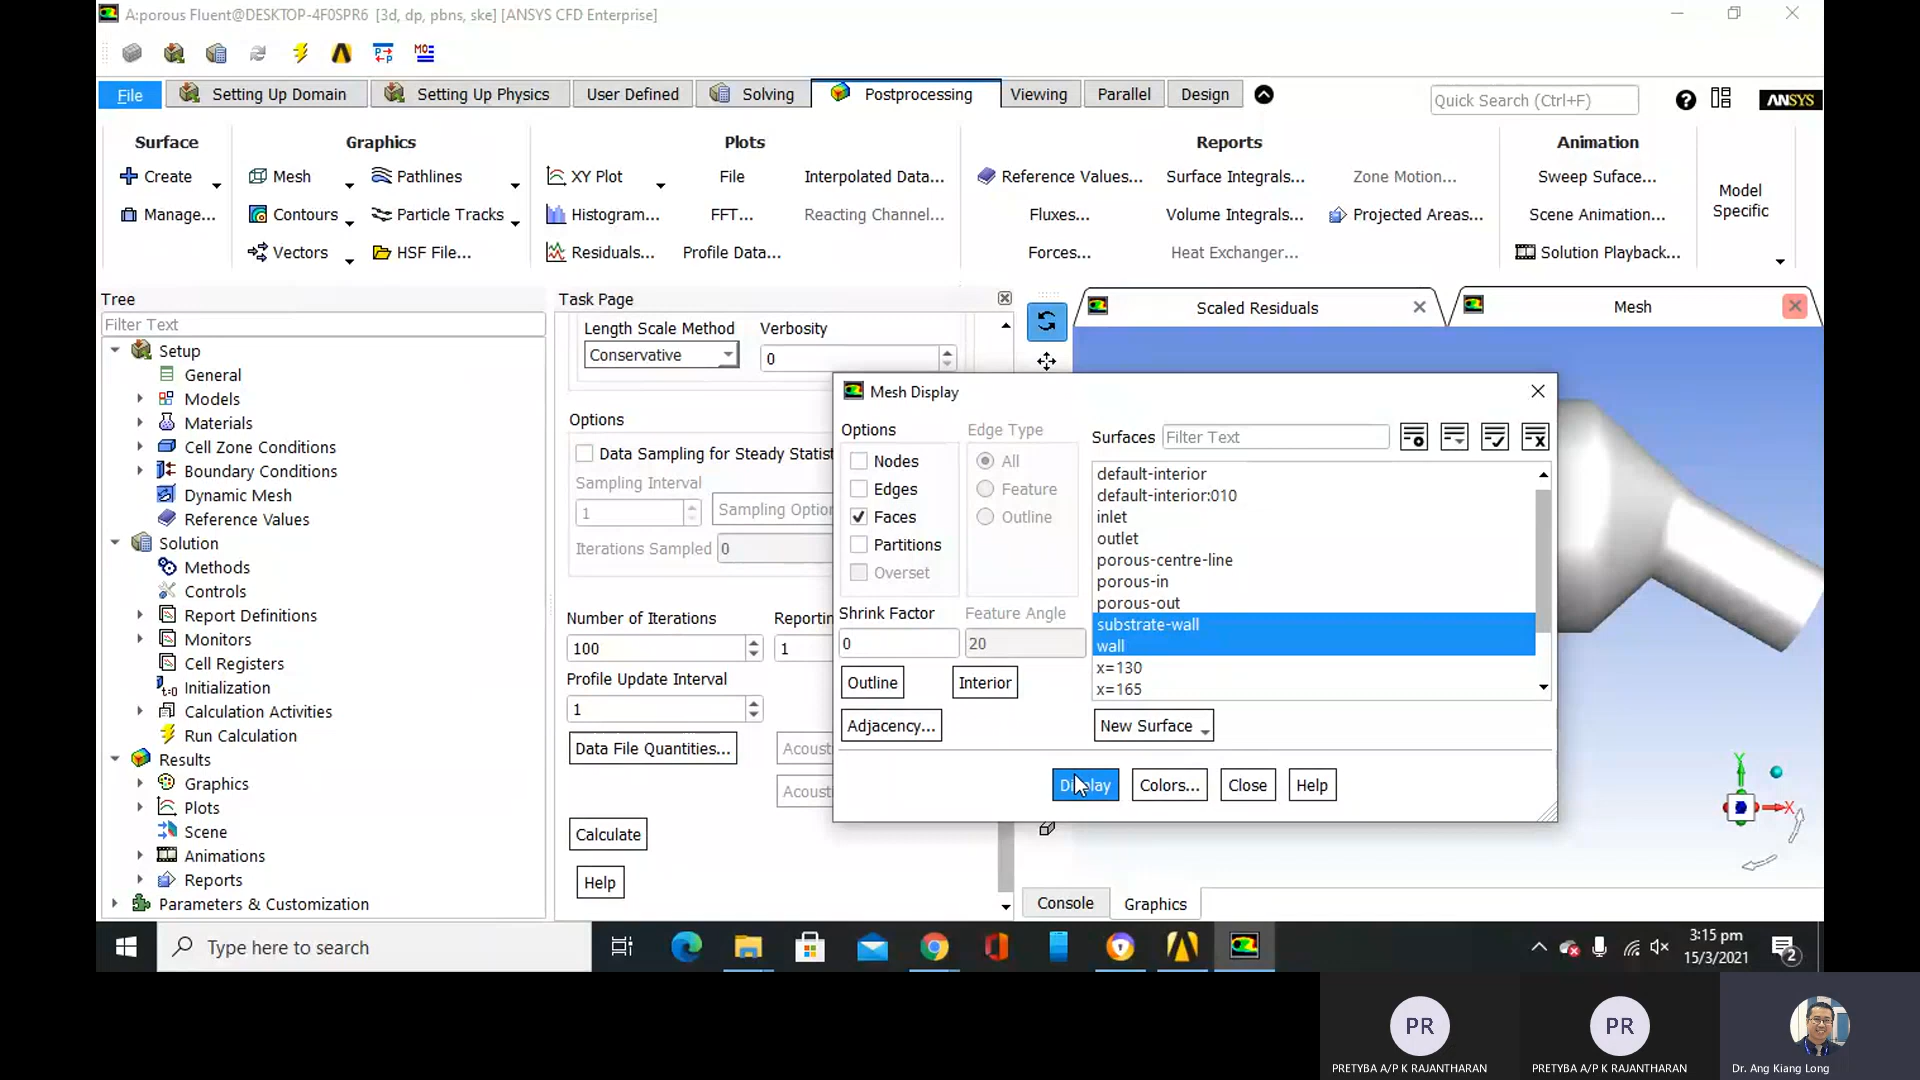 A:porous Fluent@DESKTOP-4F0SPR6 [3d, dp, pbns, ske] [ANSYS CFD Enterprise]
File
Setting Up Domain
Setting Up Physics
User Defined
Solving
Postprocessing
Viewing
Parallel
Design
Quick Search (Ctrl+F)
ANSYS
Surface
Create
Manage...
Graphics
Mesh
Pathlines
Contours
Particle Tracks
Vectors
HSF File...
Plots
XY Plot
File
Interpolated Data...
Histogram...
FFT...
Reacting Channel...
Residuals...
Profile Data...
Reports
Reference Values...
Surface Integrals...
Zone Motion...
Fluxes...
Volume Integrals...
Projected Areas...
Forces...
Heat Exchanger...
Animation
Sweep Suface...
Scene Animation...
Solution Playback...
Model
Specific
Tree
Filter Text
Setup
General
Models
Materials
Cell Zone Conditions
Boundary Conditions
Dynamic Mesh
Reference Values
Solution
Methods
Controls
Report Definitions
Monitors
Cell Registers
Initialization
Calculation Activities
Run Calculation
Results
Graphics
Plots
Scene
Animations
Reports
Parameters & Customization
Task Page
Length Scale Method
Verbosity
Conservative
0
Options
Data Sampling for Steady Statist
Sampling Interval
1
Sampling Optio
Iterations Sampled
0
Number of Iterations
Reportin
100
1
Profile Update Interval
1
Data File Quantities...
Acoust
Acous
Calculate
Help
Scaled Residuals
Mesh
Mesh Display
Options
Nodes
Edges
Faces
Partitions
Overset
Edge Type
All
Feature
Outline
Shrink Factor
Feature Angle
0
20
Outline
Interior
Adjacency...
Surfaces
Filter Text
default-interior
default-interior:010
inlet
outlet
porous-centre-line
porous-in
porous-out
substrate-wall
wall
x=130
x=165
New Surface
Display
Colors...
Close
Help
Y
X
Console
Graphics
Type here to search
3:15 pm
15/3/2021
2
PR
PRETYBA A/P K RAJANTHARAN
PR
PRETYBA A/P K RAJANTHARAN
Dr. Ang Kiang Long